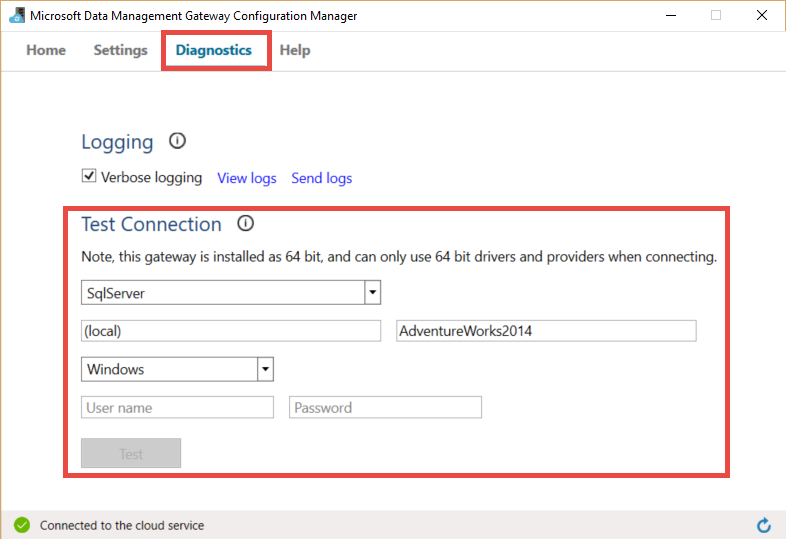 Microsoft Data Management Gateway Configuration Manager
Home Settings Diagnostics Help
Logging
Verbose logging View logs Send logs
Test Connection
Note, this gateway is installed as 64 bit, and can only use 64 bit drivers and providers when connecting.
SqlServer
(local) AdventureWorks2014
Windows
User name Password
Test
Connected to the cloud service